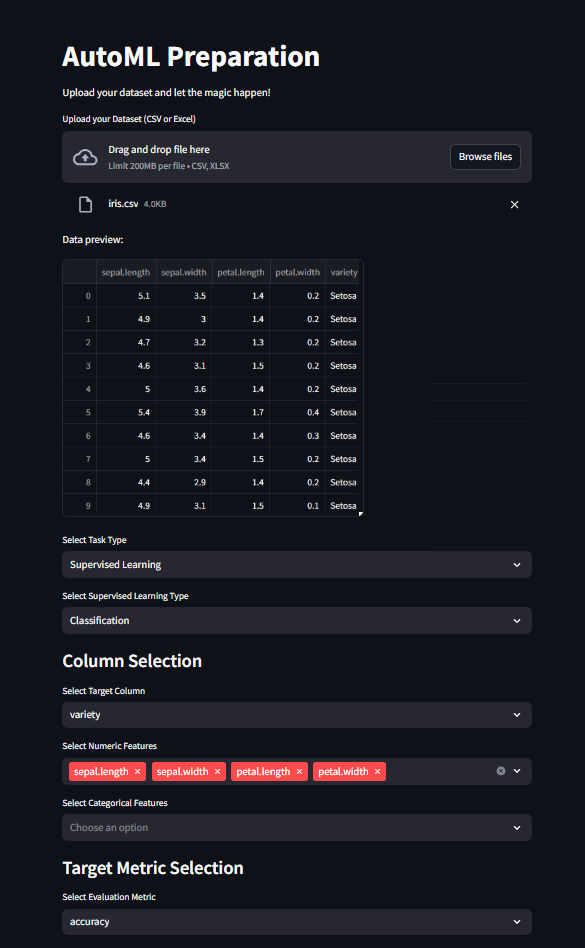 AutoML Preparation
Upload your dataset and let the magic happen!
Upload your Dataset (CSV or Excel)
Drag and drop file here
Limit 200MB per file • CSV, XLSX
Browse files
iris.csv 4.0KB
Data preview:
sepal.length sepal.width petal.length petal.width variety
0 5.1 3.5 1.4 0.2 Setosa
1 4.9 3 1.4 0.2 Setosa
2 4.7 3.2 1.3 0.2 Setosa
3 4.6 3.1 1.5 0.2 Setosa
4 5 3.6 1.4 0.2 Setosa
5 5.4 3.9 1.7 0.4 Setosa
6 4.6 3.4 1.4 0.3 Setosa
7 5 3.4 1.5 0.2 Setosa
8 4.4 2.9 1.4 0.2 Setosa
9 4.9 3.1 1.5 0.1 Setosa
Select Task Type
Supervised Learning
Select Supervised Learning Type
Classification
Column Selection
Select Target Column
variety
Select Numeric Features
sepal.length × sepal.width × petal.length × petal.width ×
Select Categorical Features
Choose an option
Target Metric Selection
Select Evaluation Metric
accuracy